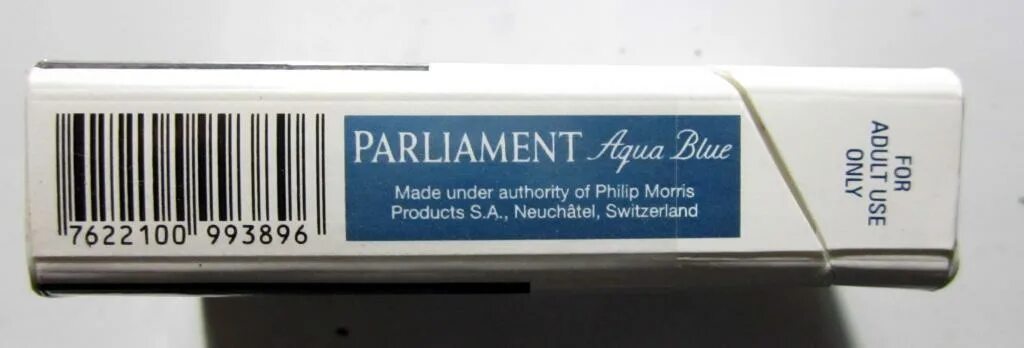 7622100 993896
PARLIAMENT Aqua Blue
Made under authority of Philip Morris
Products S.A., Neuchâtel, Switzerland
FOR
ADULT USE
ONLY